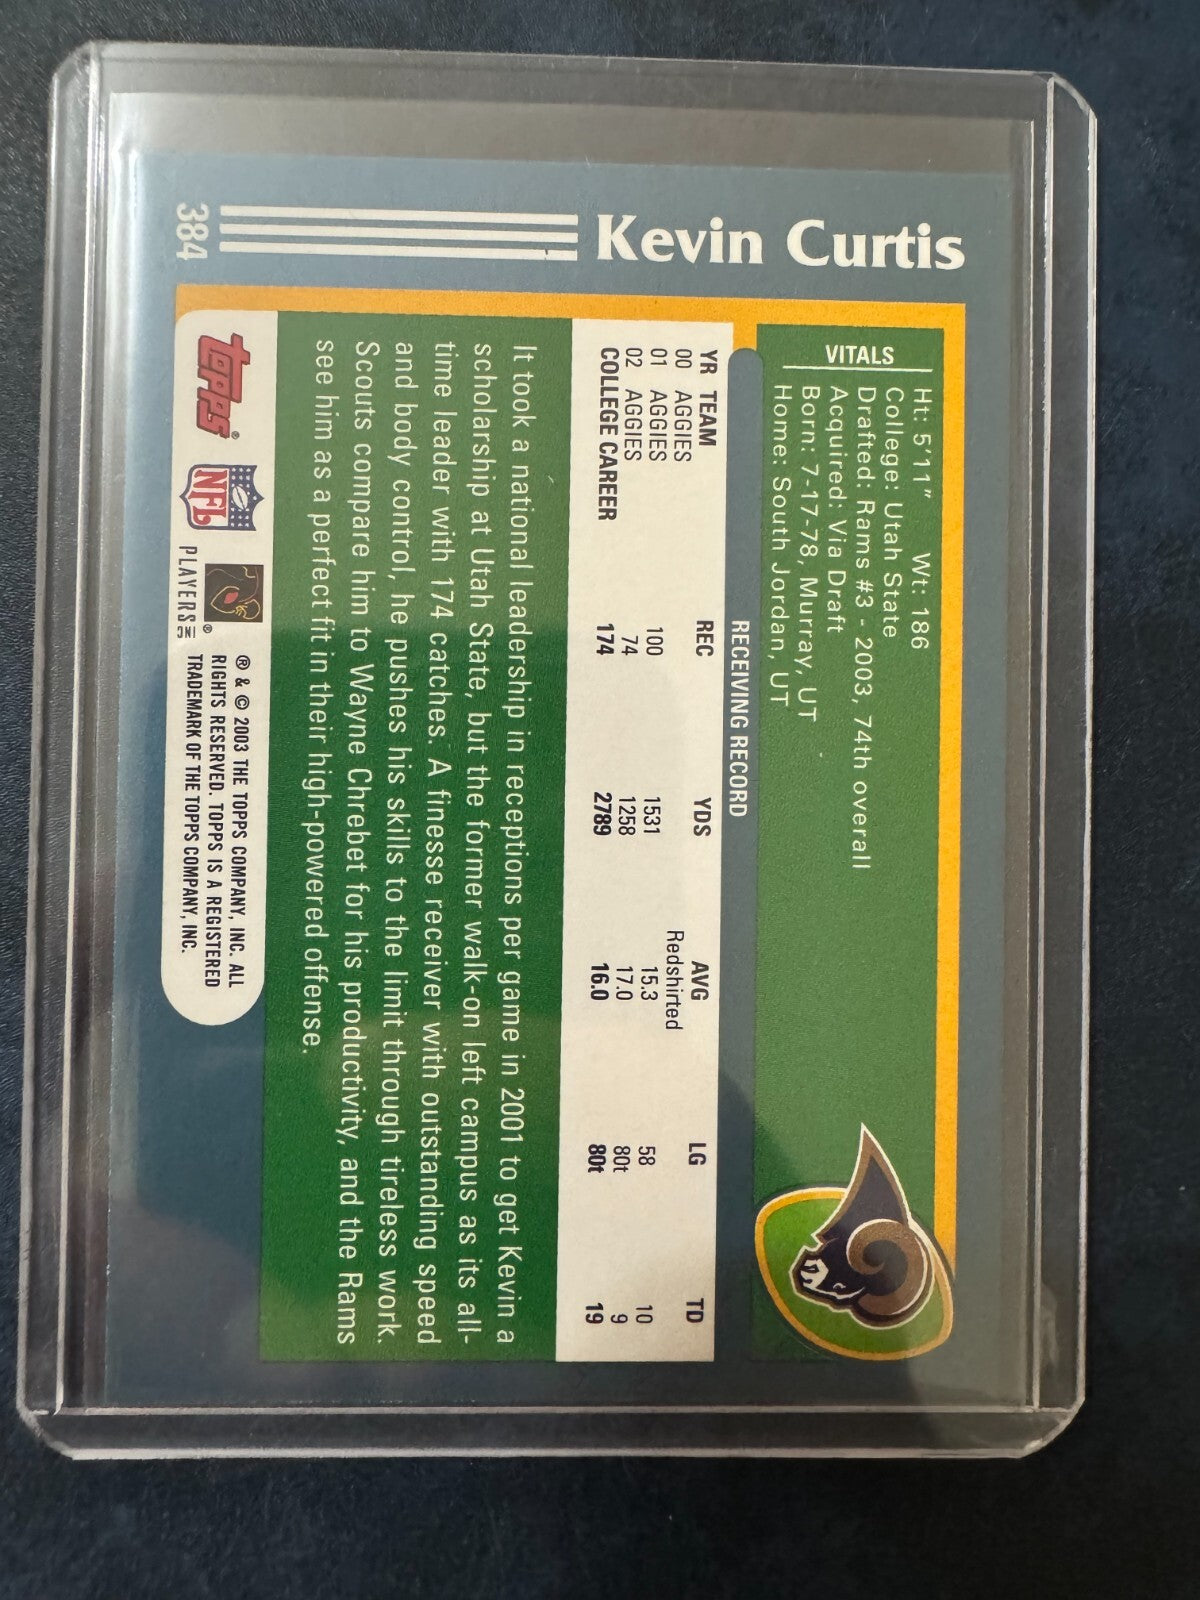 384 Kevin Curtis
VITALS
Ht: 5'11" Wt: 186
College: Utah State
Drafted: Rams #3 - 2003, 74th overall
Acquired: Via Draft
Born: 7-17-78, Murray, UT
Home: South Jordan, UT
RECEIVING RECORD
YR TEAM REC YDS AVG LG TD
00 AGGIES Redshirted
01 AGGIES 100 1531 15.3 58 10
02 AGGIES 74 1258 17.0 80t 9
COLLEGE CAREER 174 2789 16.0 80t 19
It took a national leadership in receptions per game in 2001 to get Kevin a
scholarship at Utah State, but the former walk-on left campus as its all-
time leader with 174 catches. A finesse receiver with outstanding speed
and body control, he pushes his skills to the limit through tireless work.
Scouts compare him to Wayne Chrebet for his productivity, and the Rams
see him as a perfect fit in their high-powered offense.
TOPPS®
NFL
PLAYERS INC
®
® & © 2003 THE TOPPS COMPANY, INC. ALL
RIGHTS RESERVED. TOPPS IS A REGISTERED
TRADEMARK OF THE TOPPS COMPANY, INC.